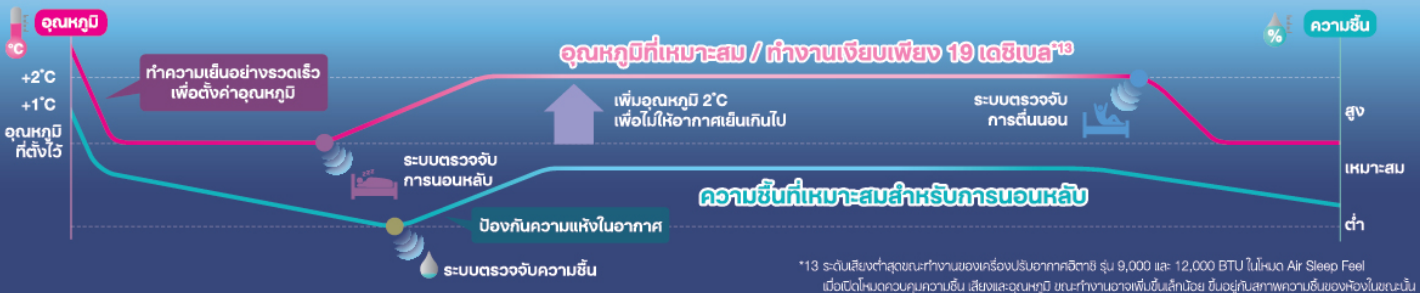 อุณหภูมิ
ความชื้น
°C
%
อุณหภูมิที่เหมาะสม / ทำงานเงียบเพียง 19 เดซิเบล*13
+2°C
+1°C
อุณหภูมิ
ที่ตั้งไว้
ทำความเย็นอย่างรวดเร็ว
เพื่อตั้งค่าอุณหภูมิ
เพิ่มอุณหภูมิ 2°C
เพื่อไม่ให้อากาศเย็นเกินไป
ระบบตรวจจับ
การตื่นนอน
สูง
เหมาะสม
ต่ำ
ระบบตรวจจับ
การนอนหลับ
ความชื้นที่เหมาะสมสำหรับการนอนหลับ
ป้องกันความแห้งในอากาศ
ระบบตรวจจับความชื้น
*13 ระดับเสียงต่ำสุดขณะทำงานของเครื่องปรับอากาศฮิตาชิ รุ่น 9,000 และ 12,000 BTU ในโหมด Air Sleep Feel
เมื่อเปิดโหมดควบคุมความชื้น เสียงและอุณหภูมิ ขณะทำงานอาจเพิ่มขึ้นเล็กน้อย ขึ้นอยู่กับสภาพความชื้นของห้องในขณะนั้น